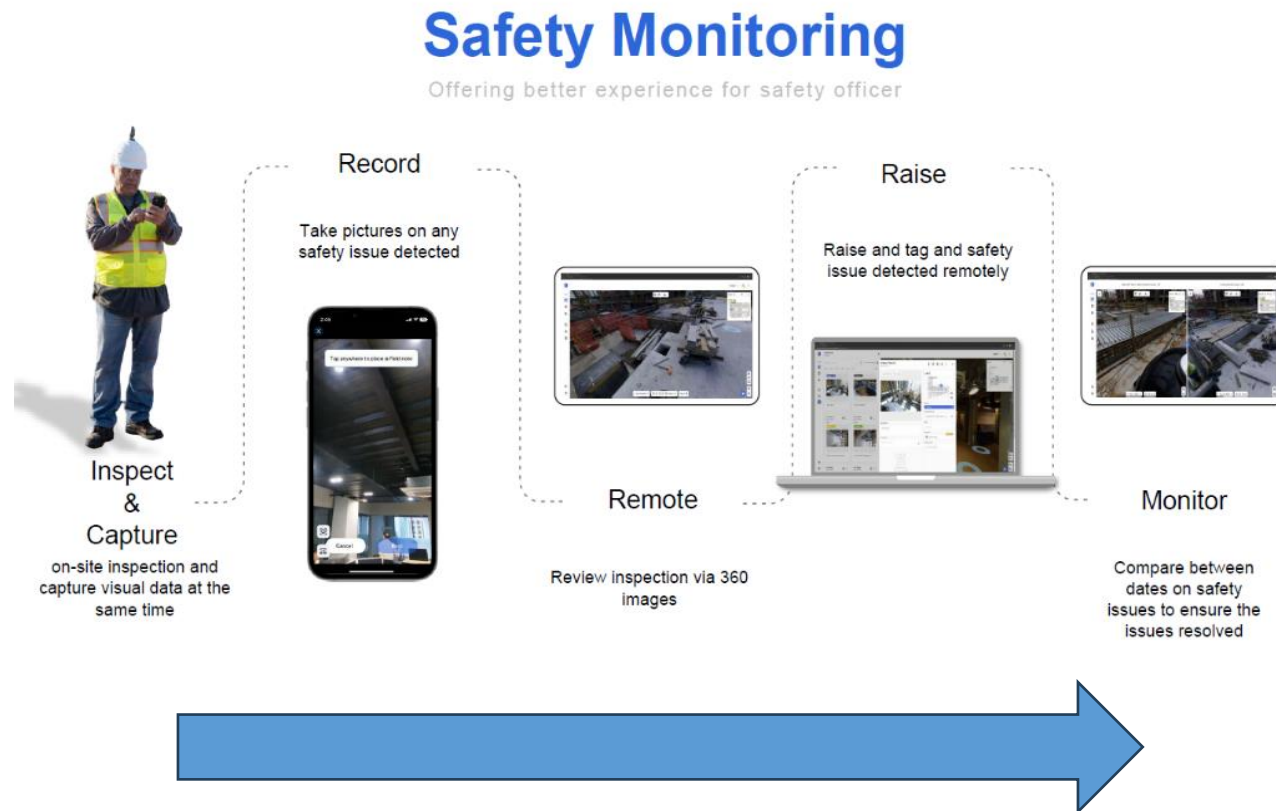 Safety Monitoring
Offering better experience for safety officer
Record
Take pictures on any
safety issue detected
2:05
Tap anywhere to place a Field Note
Cancel
Inspect
&
Capture
on-site inspection and
capture visual data at the
same time
Remote
Review inspection via 360
images
Raise
Raise and tag and safety
issue detected remotely
Monitor
Compare between
dates on safety
issues to ensure the
issues resolved